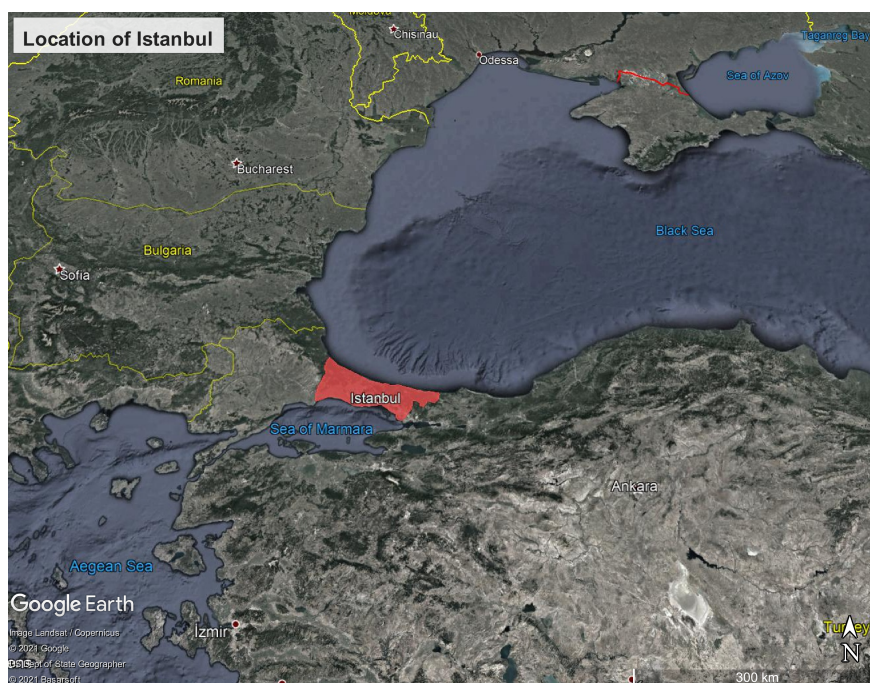 Location of Istanbul
Moldova
Chisinau
Taganrog Bay
Odessa
Sea of Azov
Romania
Bucharest
Black Sea
Bulgaria
Sofia
Istanbul
Sea of Marmara
Ankara
Aegean Sea
Google Earth
İzmir
Image Landsat / Copernicus
© 2021 Google
US Dept of State Geographer
© 2021 Basarsoft
Turkey
N
300 km